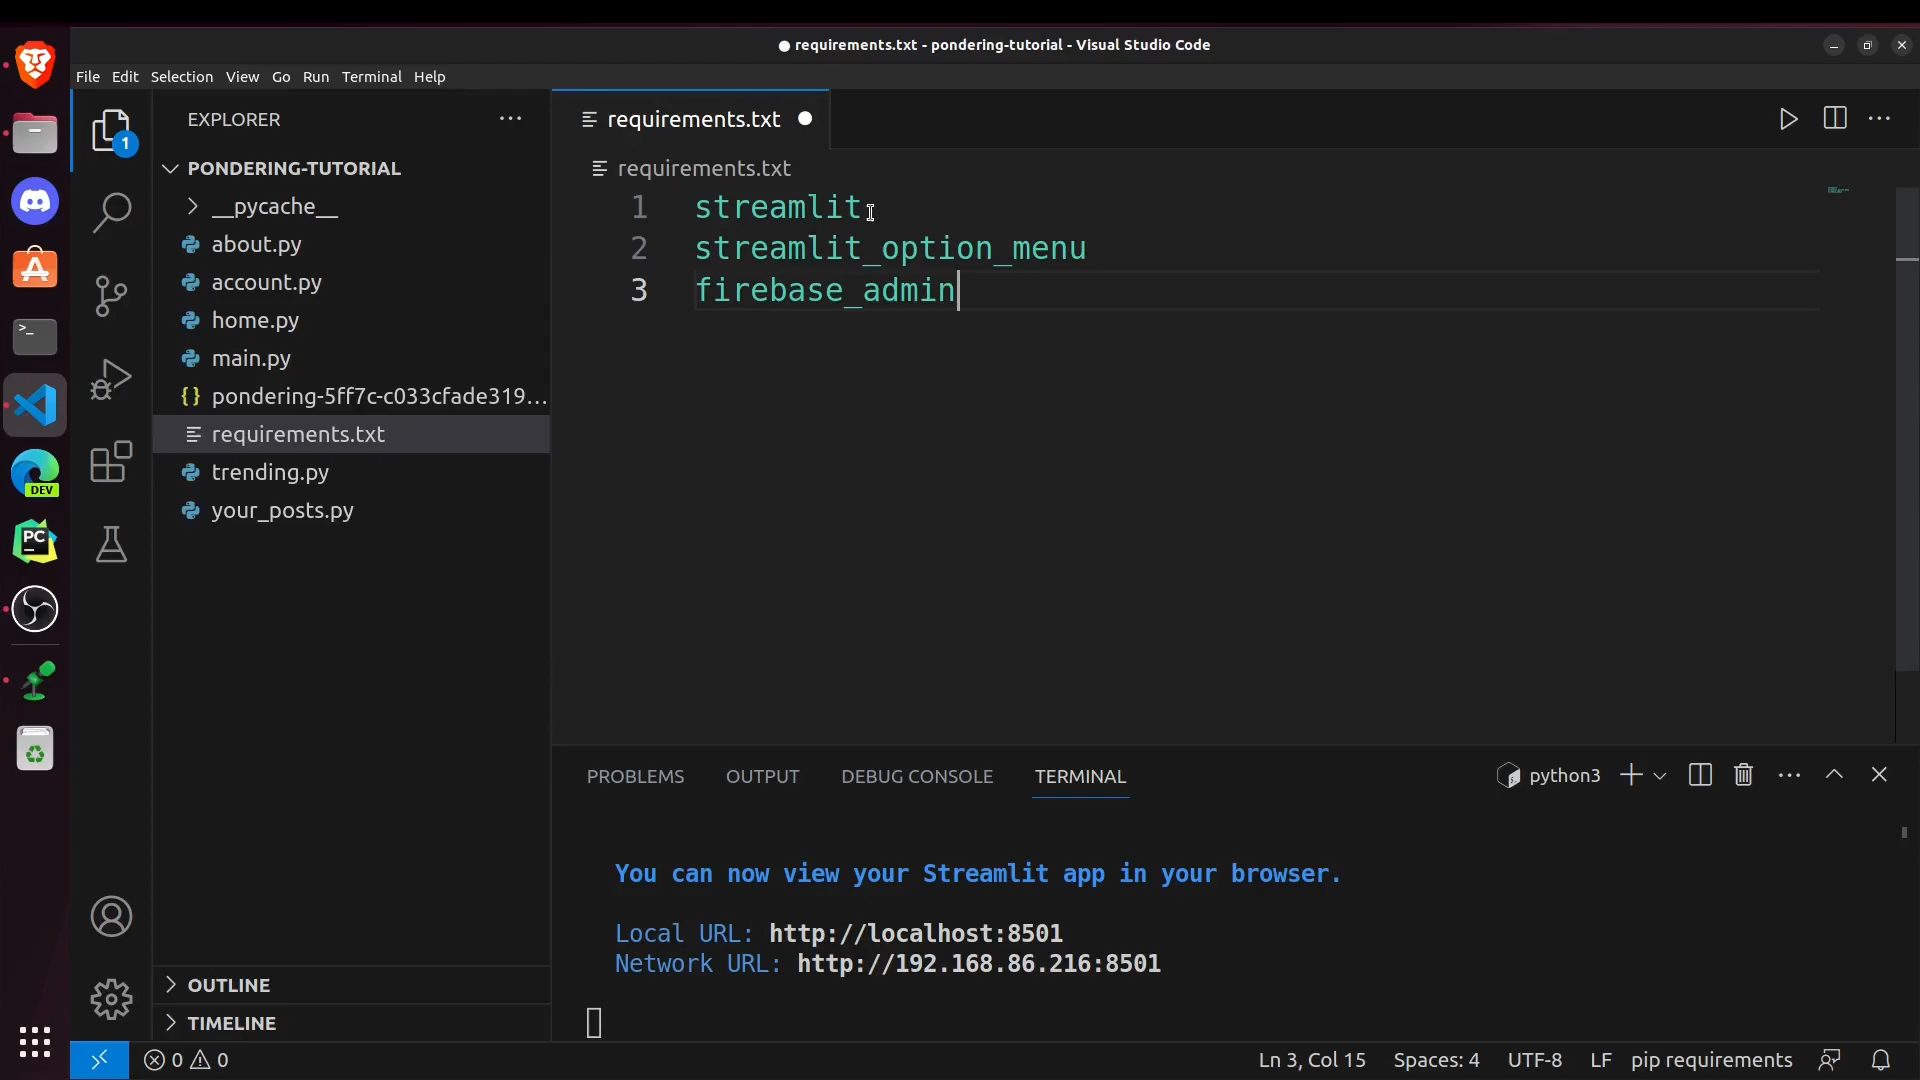 requirements.txt - pondering-tutorial - Visual Studio Code
File Edit Selection View Go Run Terminal Help
EXPLORER
1
PONDERING-TUTORIAL
__pycache__
about.py
account.py
home.py
main.py
{} pondering-5ff7c-c033cfade319...
requirements.txt
trending.py
your_posts.py
OUTLINE
TIMELINE
DEV
PC
requirements.txt
requirements.txt
1 streamlit
2 streamlit_option_menu
3 firebase_admin
PROBLEMS OUTPUT DEBUG CONSOLE TERMINAL python3
You can now view your Streamlit app in your browser.
Local URL: http://localhost:8501
Network URL: http://192.168.86.216:8501
0 0 Ln 3, Col 15 Spaces: 4 UTF-8 LF pip requirements